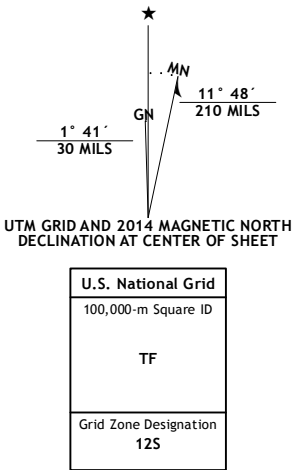 ★
MN
GN
1° 41´
30 MILS
11° 48´
210 MILS
UTM GRID AND 2014 MAGNETIC NORTH
DECLINATION AT CENTER OF SHEET
U.S. National Grid
100,000-m Square ID
TF
Grid Zone Designation
12S